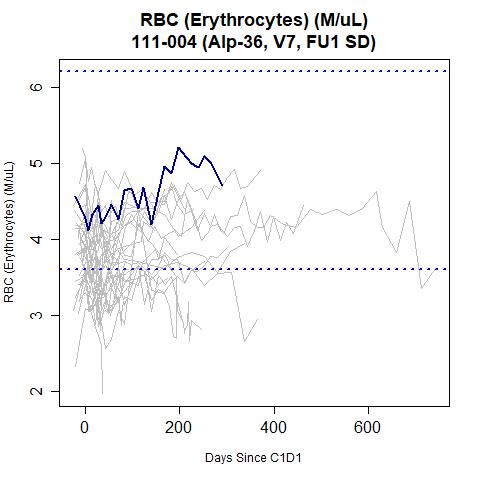 RBC (Erythrocytes) (M/uL)
111-004 (Alp-36, V7, FU1 SD)
RBC (Erythrocytes) (M/uL)
6
5
4
3
2
0 200 400 600
Days Since C1D1